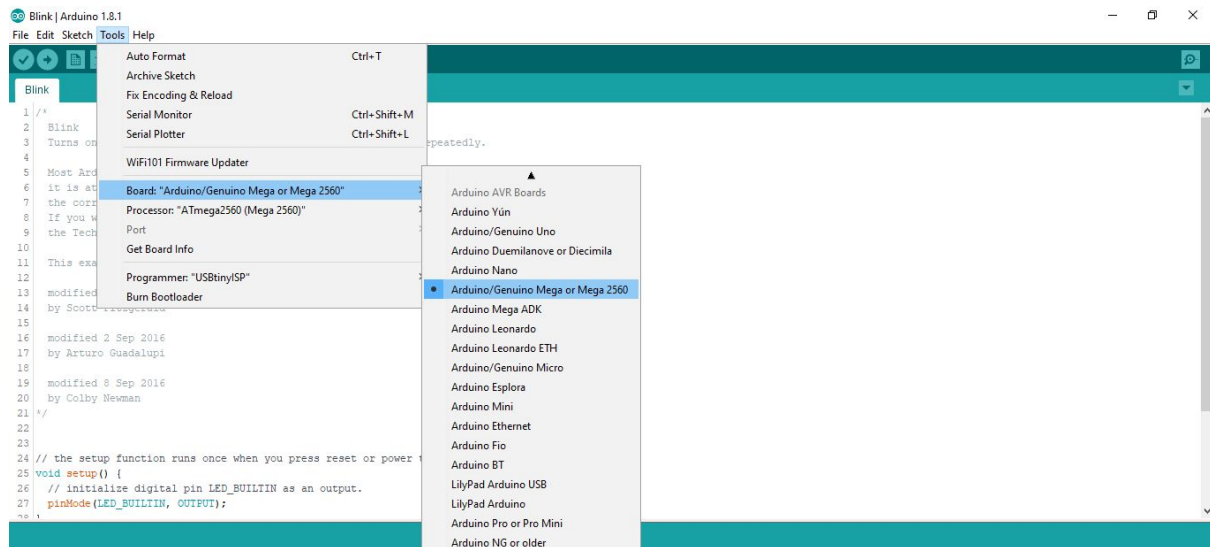 Blink | Arduino 1.8.1
File Edit Sketch Tools Help
Blink
Auto Format Ctrl+T
Archive Sketch
Fix Encoding & Reload
Serial Monitor Ctrl+Shift+M
Serial Plotter Ctrl+Shift+L
WiFi101 Firmware Updater
Board: "Arduino/Genuino Mega or Mega 2560"
Processor: "ATmega2560 (Mega 2560)"
Port
Get Board Info
Programmer: "USBtinyISP"
Burn Bootloader
Arduino AVR Boards
Arduino Yún
Arduino/Genuino Uno
Arduino Duemilanove or Diecimila
Arduino Nano
Arduino/Genuino Mega or Mega 2560
Arduino Mega ADK
Arduino Leonardo
Arduino Leonardo ETH
Arduino/Genuino Micro
Arduino Esplora
Arduino Mini
Arduino Ethernet
Arduino Fio
Arduino BT
LilyPad Arduino USB
LilyPad Arduino
Arduino Pro or Pro Mini
Arduino NG or older
1 /*
2 Blink
3 Turns on epeatedly.
4
5 Most Ard
6 it is at
7 the corr
8 If you w
9 the Tech
10
11 This exa
12
13 modified
14 by Scott
15
16 modified 2 Sep 2016
17 by Arturo Guadalupi
18
19 modified 8 Sep 2016
20 by Colby Newman
21 */
22
23
24 // the setup function runs once when you press reset or power
25 void setup() {
26 // initialize digital pin LED_BUILTIN as an output.
27 pinMode(LED_BUILTIN, OUTPUT);